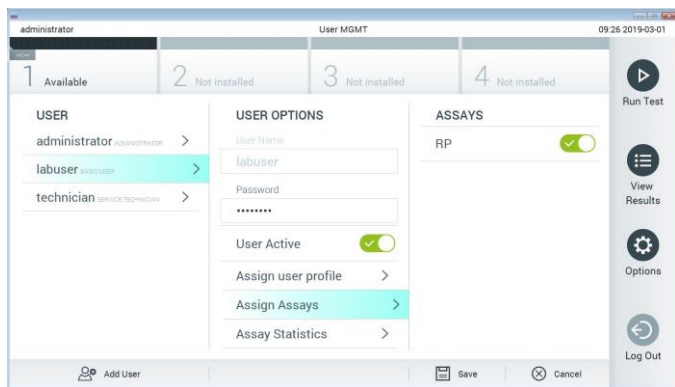 administrator
User MGMT
09:26 2019-03-01
1 Available
2 Not installed
3 Not installed
4 Not installed
Run Test
View
Results
Options
Log Out
USER
administrator ADMINISTRATOR
labuser BASIC USER
technician SERVICE TECHNICIAN
USER OPTIONS
User Name
labuser
Password
••••••••
User Active
Assign user profile
Assign Assays
Assay Statistics
ASSAYS
RP
Add User
Save
Cancel